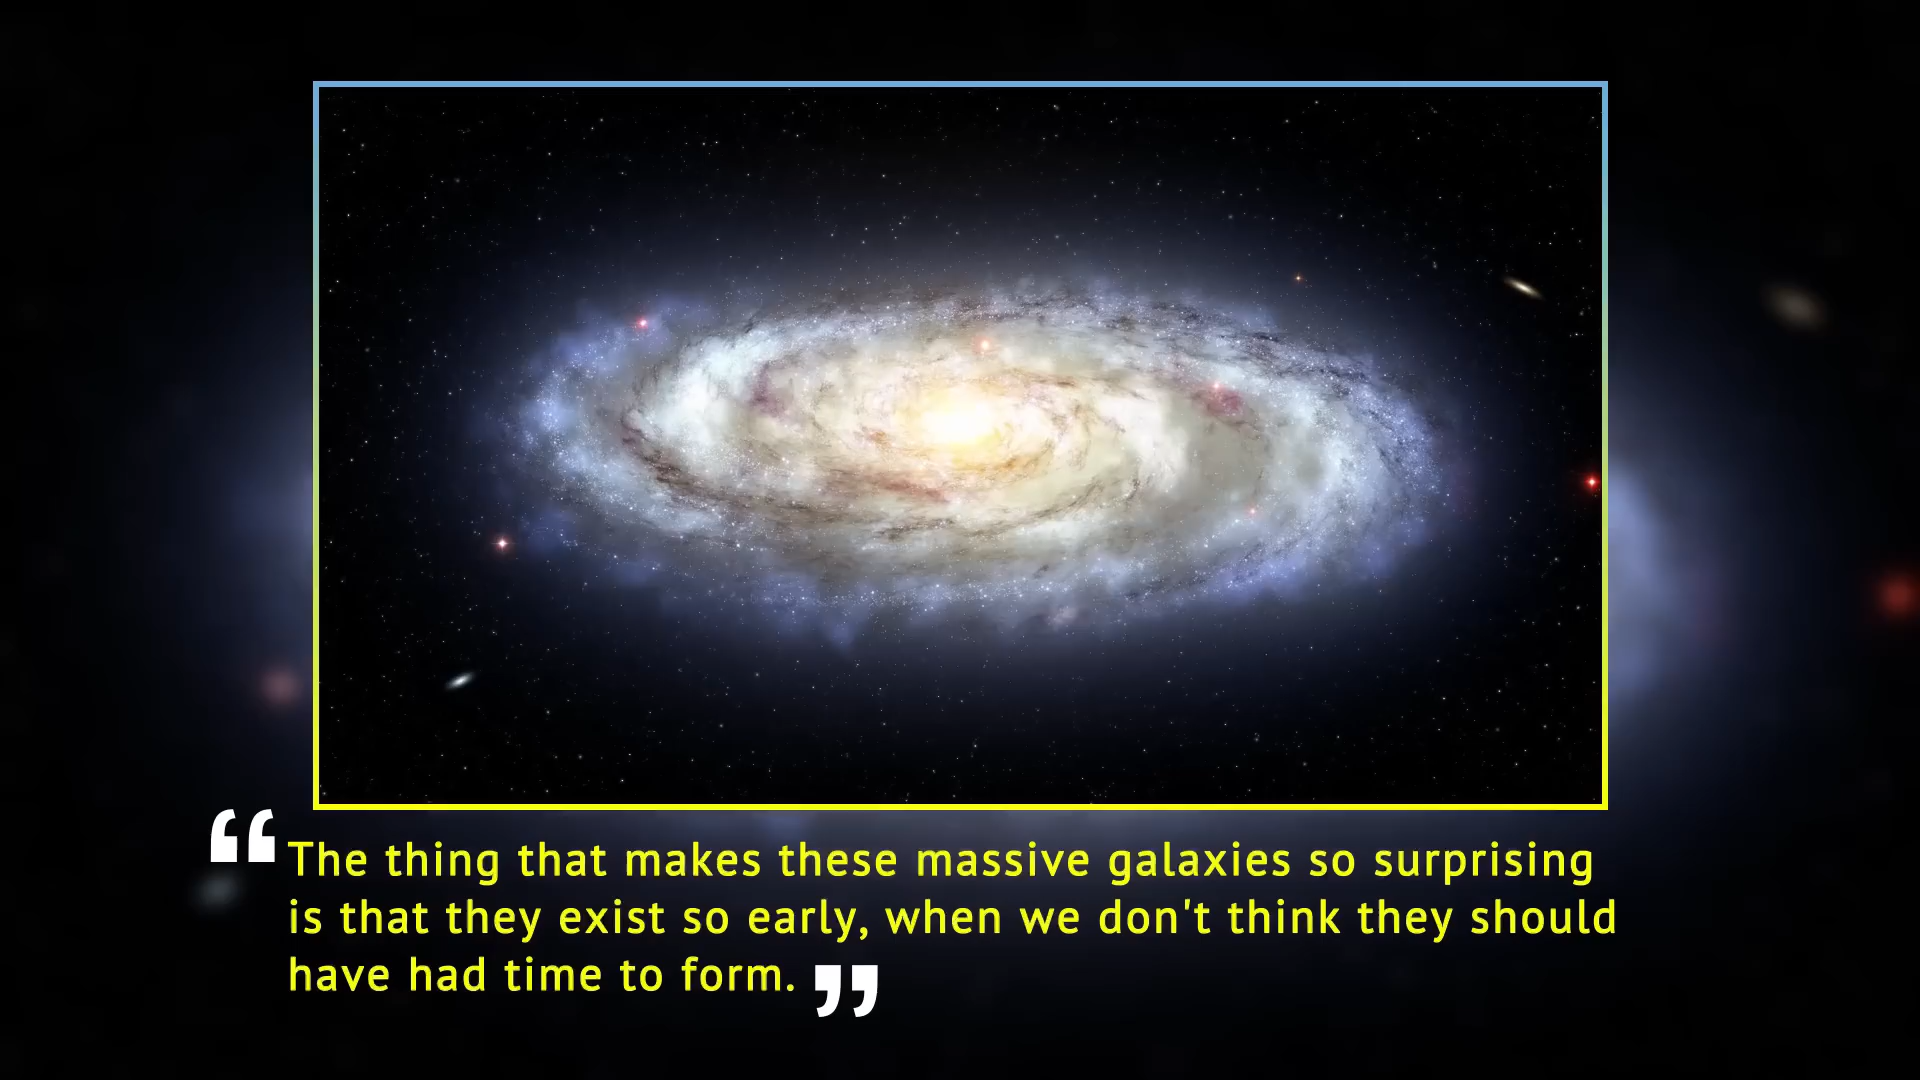 “The thing that makes these massive galaxies so surprising
is that they exist so early, when we don't think they should
have had time to form.”